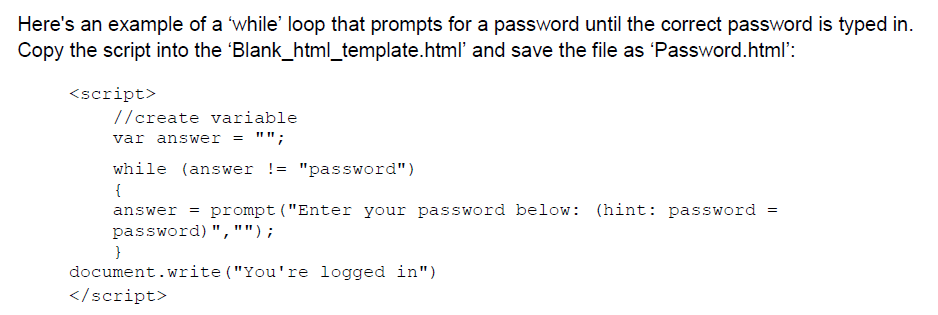 Here's an example of a ‘while’ loop that prompts for a password until the correct password is typed in.
Copy the script into the ‘Blank_html_template.html’ and save the file as ‘Password.html’:
<script>
//create variable
var answer = "";
while (answer != "password")
{
answer = prompt("Enter your password below: (hint: password =
password)","");
}
document.write("You're logged in")
</script>